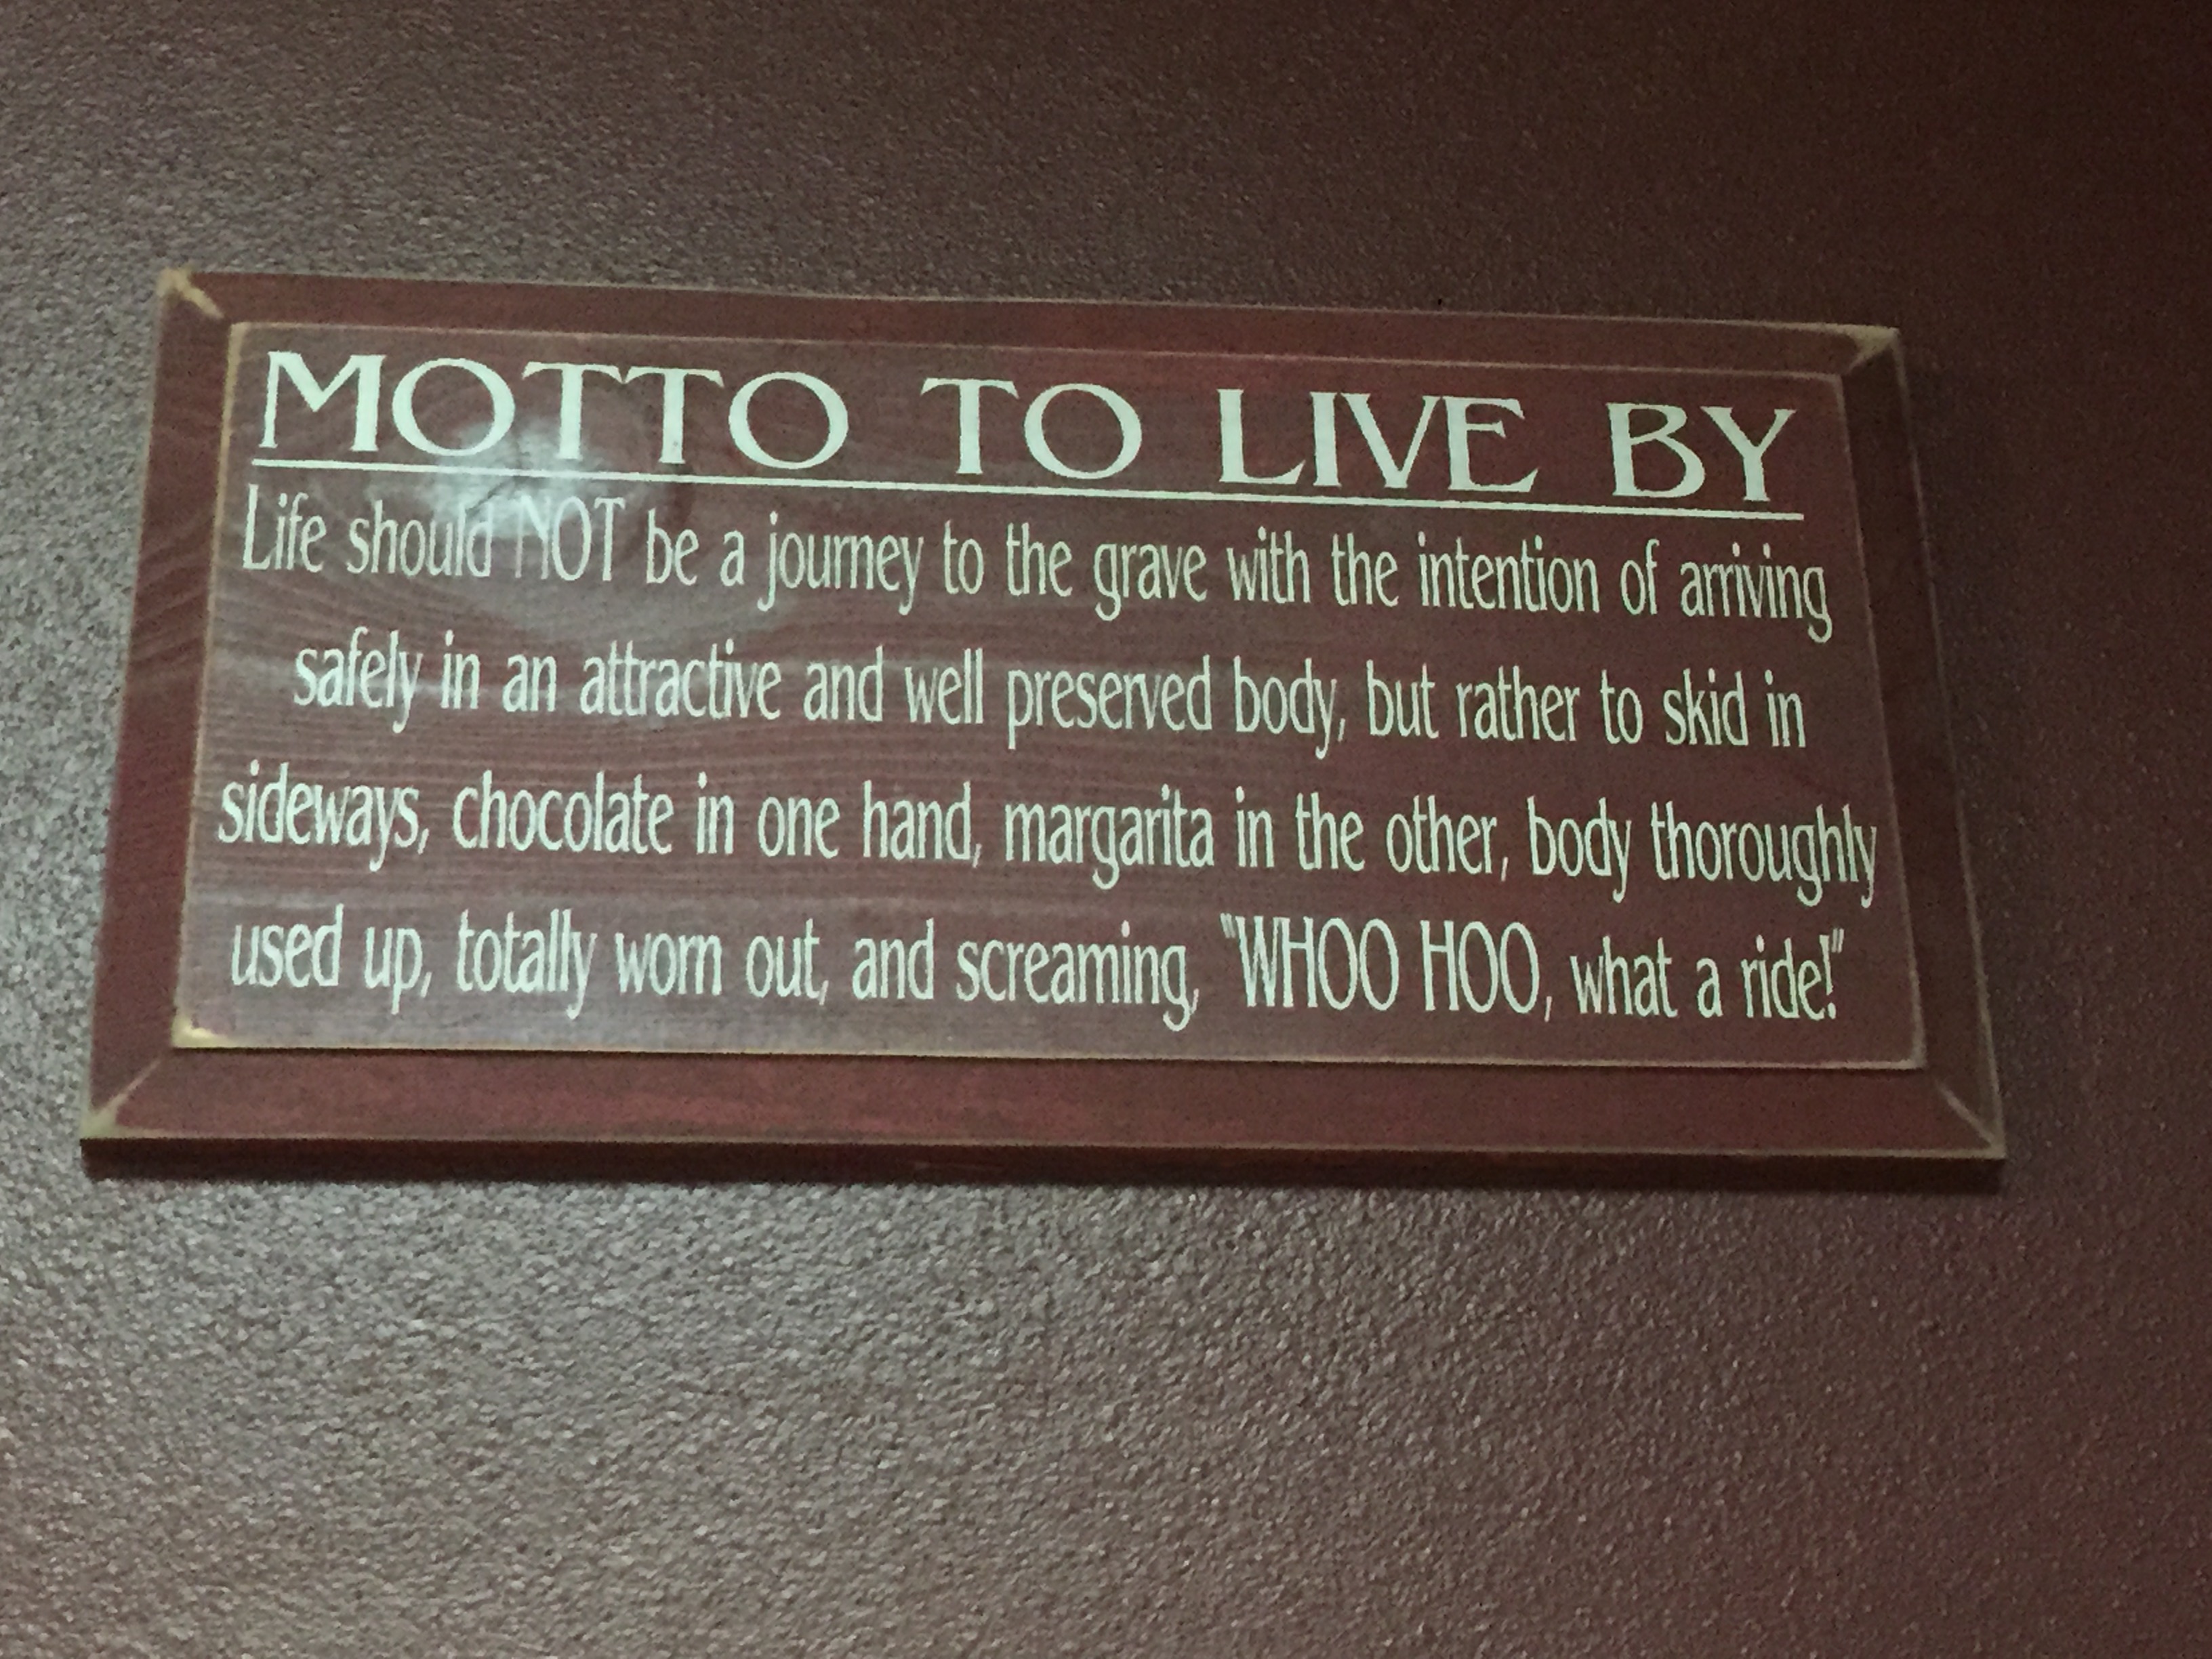 MOTTO TO LIVE BY
Life should NOT be a journey to the grave with the intention of arriving
safely in an attractive and well preserved body, but rather to skid in
sideways, chocolate in one hand, margarita in the other, body thoroughly
used up, totally worn out, and screaming, "WHOO HOO, what a ride!"